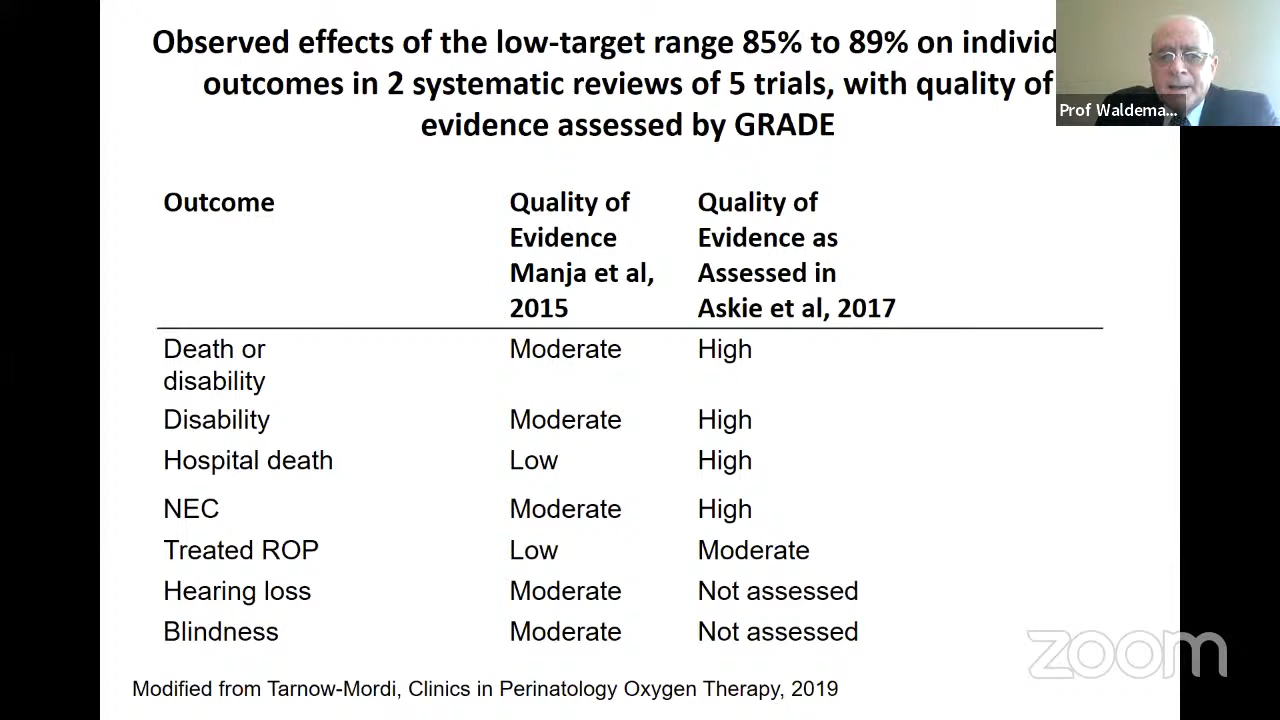 Observed effects of the low-target range 85% to 89% on individ
outcomes in 2 systematic reviews of 5 trials, with quality of
evidence assessed by GRADE
Prof Waldema...
Outcome
Quality of
Evidence
Manja et al,
2015
Quality of
Evidence as
Assessed in
Askie et al, 2017
Death or
disability
Moderate
High
Disability
Moderate
High
Hospital death
Low
High
NEC
Moderate
High
Treated ROP
Low
Moderate
Hearing loss
Moderate
Not assessed
Blindness
Moderate
Not assessed
zoom
Modified from Tarnow-Mordi, Clinics in Perinatology Oxygen Therapy, 2019